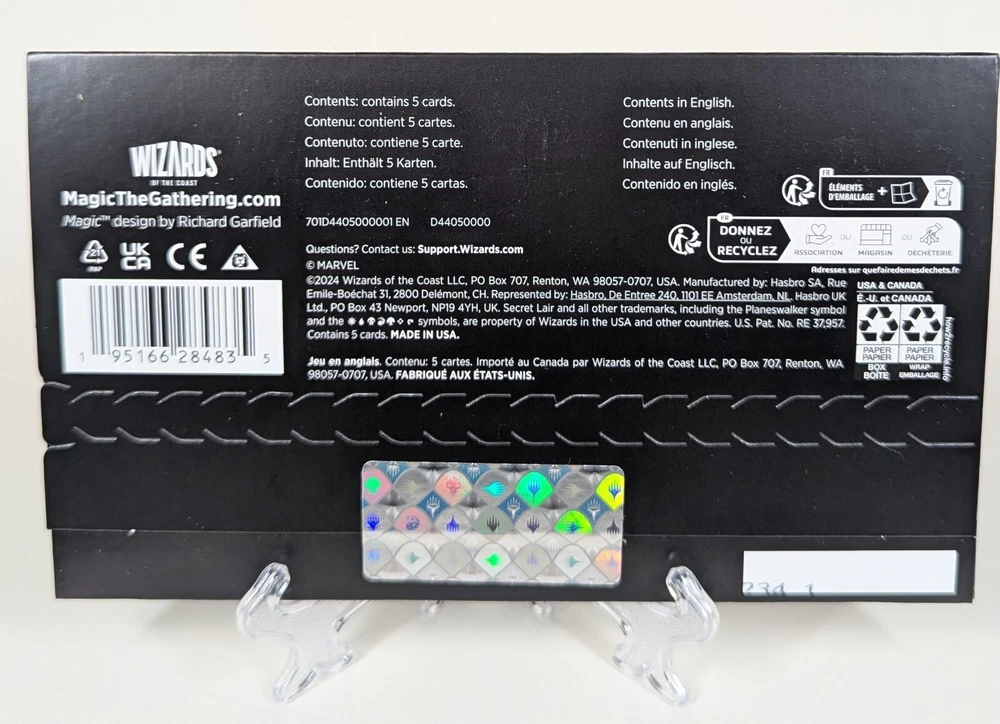 WIZARDS
OF THE COAST
MagicTheGathering.com
Magic™ design by Richard Garfield
21
PAP
UK
CA
CE
1 95166 28483 5
Contents: contains 5 cards.
Contenu: contient 5 cartes.
Contenuto: contiene 5 carte.
Inhalt: Enthält 5 Karten.
Contenido: contiene 5 cartas.
Contents in English.
Contenu en anglais.
Contenuti in inglese.
Inhalte auf Englisch.
Contenido en inglés.
701D4405000001 EN D44050000
Questions? Contact us: Support.Wizards.com
© MARVEL
©2024 Wizards of the Coast LLC, PO Box 707, Renton, WA 98057-0707, USA. Manufactured by: Hasbro SA, Rue
Emile-Boéchat 31, 2800 Delémont, CH. Represented by: Hasbro, De Entree 240, 1101 EE Amsterdam, NL. Hasbro UK
Ltd., PO Box 43 Newport, NP19 4YH, UK. Secret Lair and all other trademarks, including the Planeswalker symbol
and the symbols, are property of Wizards in the USA and other countries. U.S. Pat. No. RE 37,957.
Contains 5 cards. MADE IN USA.
Jeu en anglais. Contenu: 5 cartes. Importé au Canada par Wizards of the Coast LLC, PO Box 707, Renton, WA
98057-0707, USA. FABRIQUÉ AUX ÉTATS-UNIS.
FR
ÉLÉMENTS
D'EMBALLAGE +
FR
DONNEZ
OU
RECYCLEZ
ASSOCIATION OU MAGASIN OU DÉCHÈTERIE
Adresses sur quefairedemesdechets.fr
USA & CANADA
É.-U. et CANADA
PAPER
PAPIER
PAPER
PAPIER
BOX
BOÎTE
WRAP
EMBALLAGE
how2recycle.info
234 1